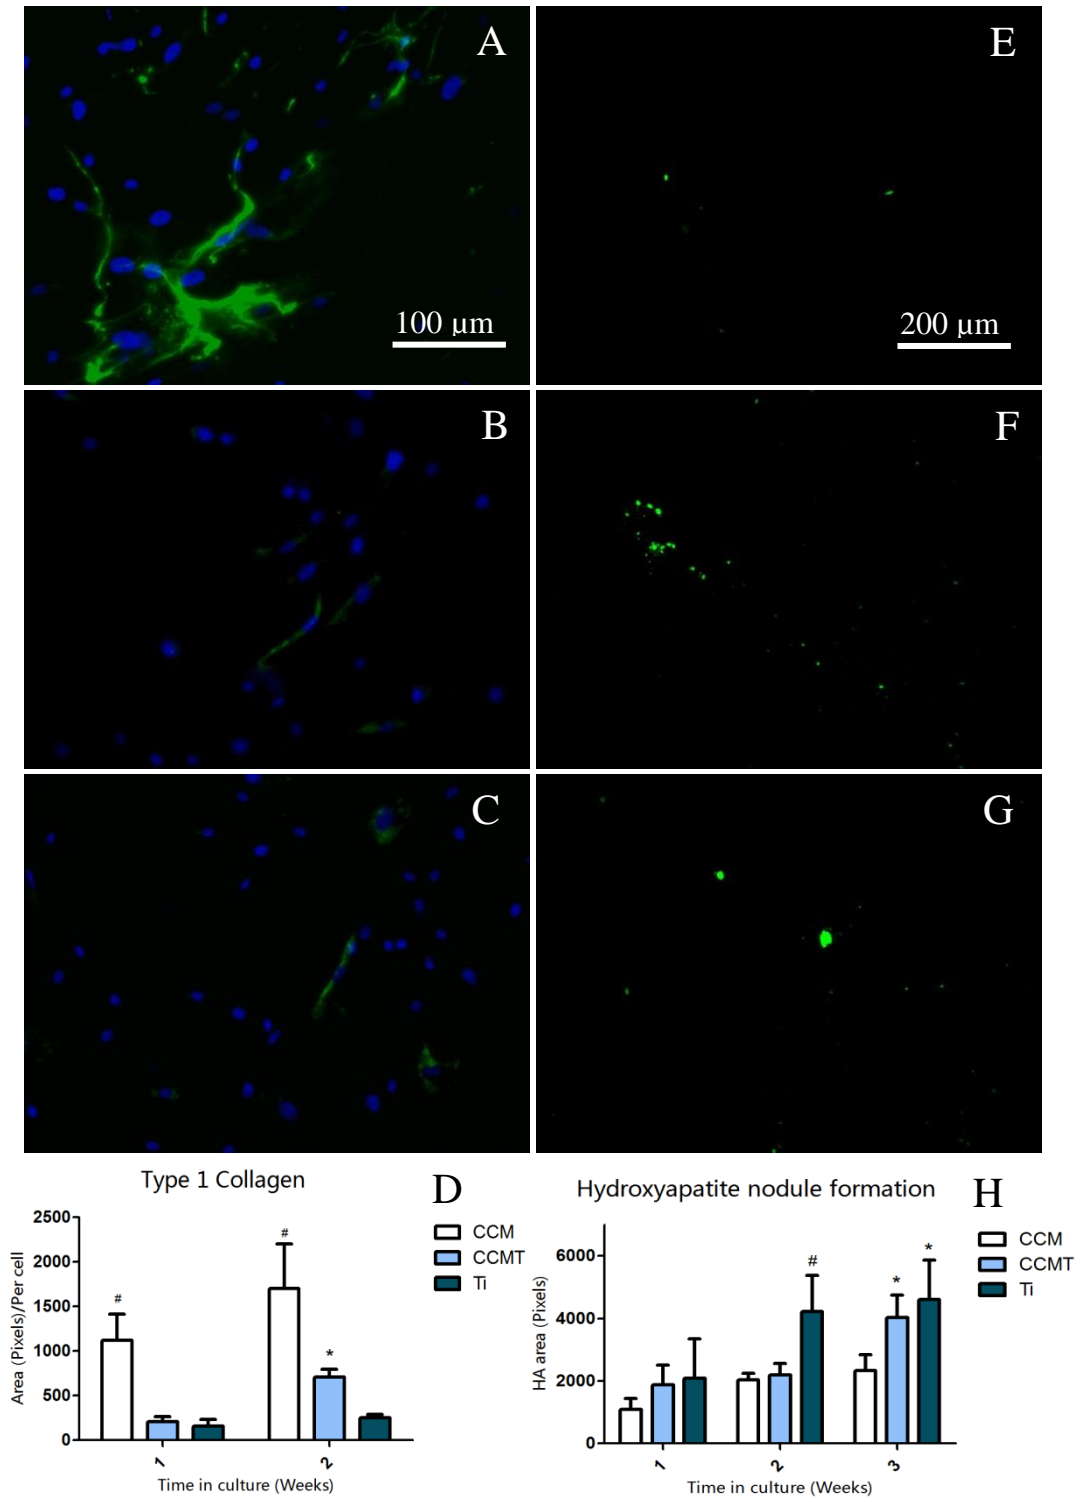 A
100 µm
E
200 µm
B
F
C
G
Type 1 Collagen
D
2500
2000
1500
1000
500
0
Area (Pixels)/Per cell
#
#
*
CCM
CCMT
Ti
1
2
Time in culture (Weeks)
Hydroxyapatite nodule formation
H
6000
4000
2000
0
HA area (Pixels)
#
*
*
CCM
CCMT
Ti
1
2
3
Time in culture (Weeks)